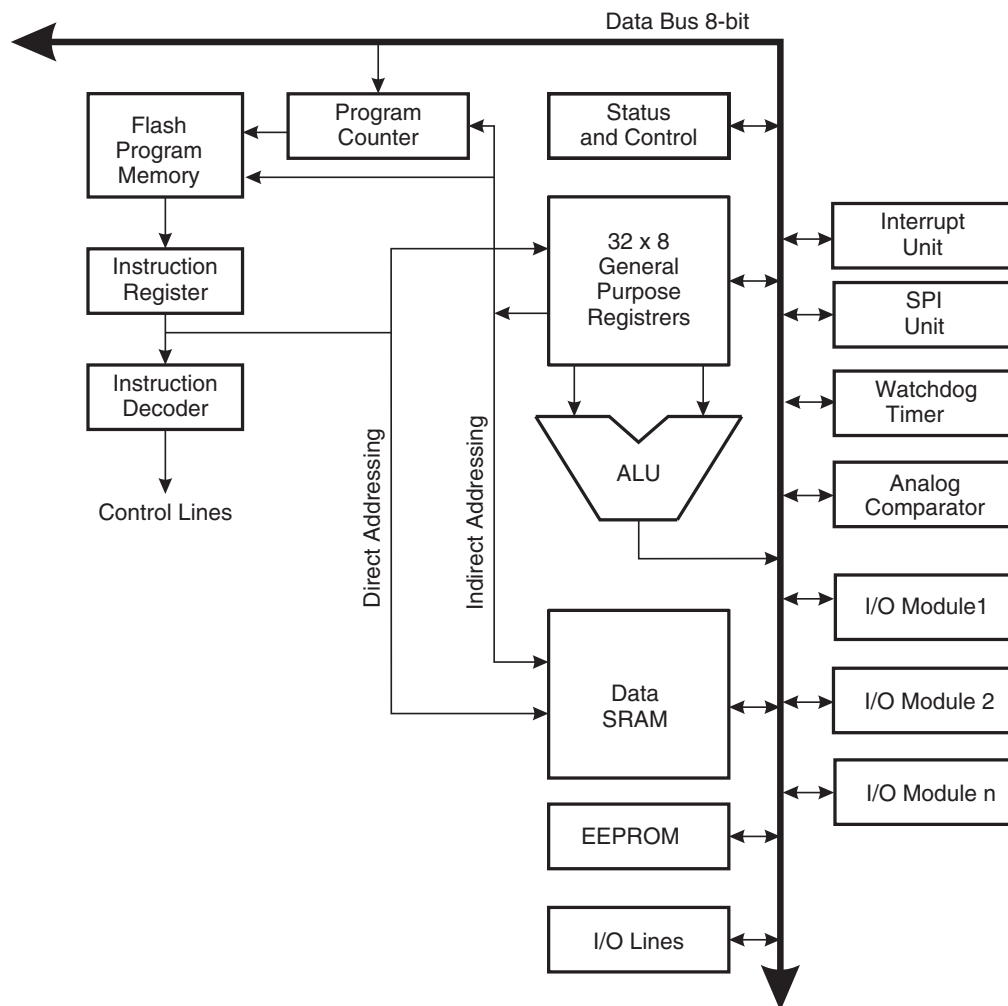 Data Bus 8-bit
Flash
Program
Memory
Program
Counter
Status
and Control
Instruction
Register
32 x 8
General
Purpose
Registrers
Interrupt
Unit
SPI
Unit
Instruction
Decoder
Watchdog
Timer
ALU
Analog
Comparator
Control Lines
Direct Addressing
Indirect Addressing
I/O Module1
Data
SRAM
I/O Module 2
I/O Module n
EEPROM
I/O Lines